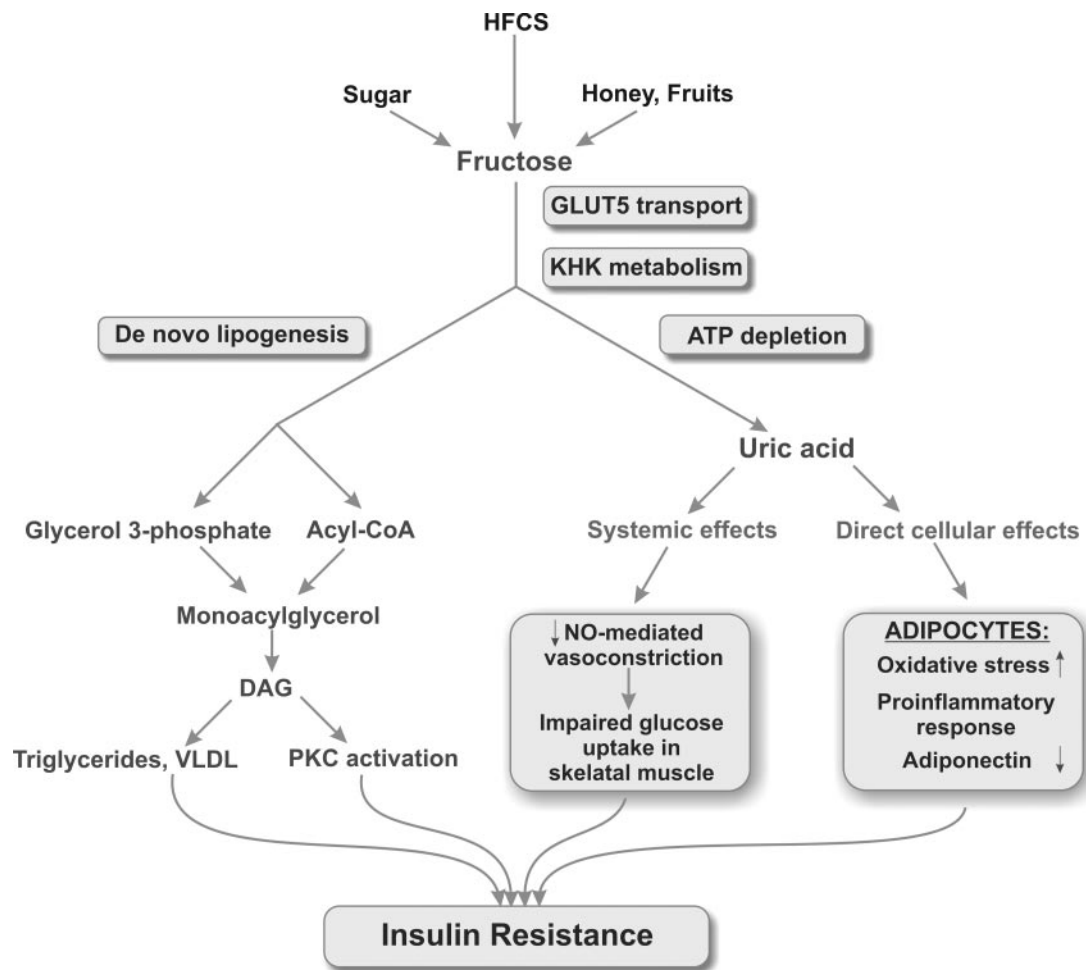 HFCS
Sugar
Honey, Fruits
Fructose
GLUT5 transport
KHK metabolism
De novo lipogenesis
ATP depletion
Uric acid
Glycerol 3-phosphate
Acyl-CoA
Systemic effects
Direct cellular effects
Monoacylglycerol
DAG
Triglycerides, VLDL
PKC activation
↓ NO-mediated
vasoconstriction
Impaired glucose
uptake in
skelatal muscle
ADIPOCYTES:
Oxidative stress ↑
Proinflammatory
response
Adiponectin ↓
Insulin Resistance